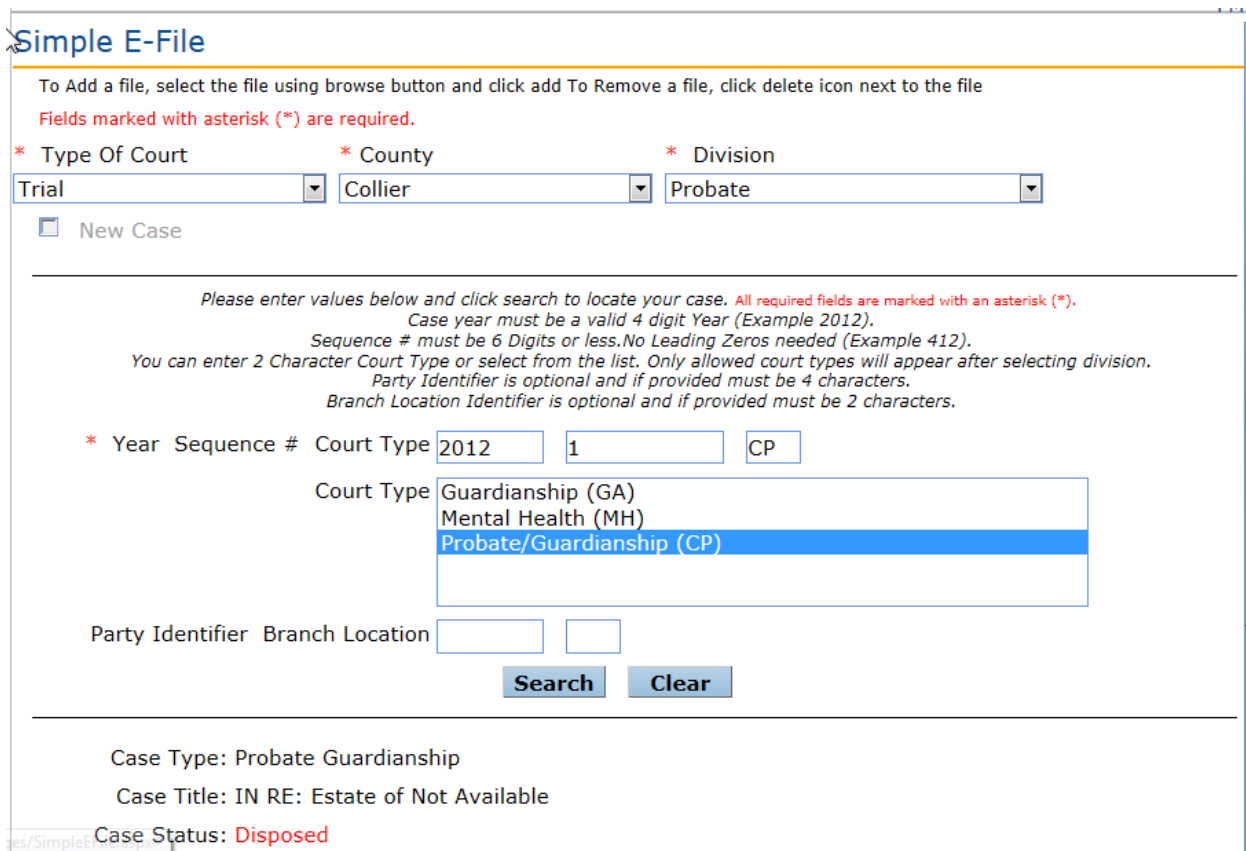 Simple E-File
To Add a file, select the file using browse button and click add To Remove a file, click delete icon next to the file
Fields marked with asterisk (*) are required.
* Type Of Court * County * Division
Trial Collier Probate
New Case
Please enter values below and click search to locate your case. All required fields are marked with an asterisk (*).
Case year must be a valid 4 digit Year (Example 2012).
Sequence # must be 6 Digits or less.No Leading Zeros needed (Example 412).
You can enter 2 Character Court Type or select from the list. Only allowed court types will appear after selecting division.
Party Identifier is optional and if provided must be 4 characters.
Branch Location Identifier is optional and if provided must be 2 characters.
* Year Sequence # Court Type 2012 1 CP
Court Type Guardianship (GA)
Mental Health (MH)
Probate/Guardianship (CP)
Party Identifier Branch Location
Search Clear
Case Type: Probate Guardianship
Case Title: IN RE: Estate of Not Available
Case Status: Disposed